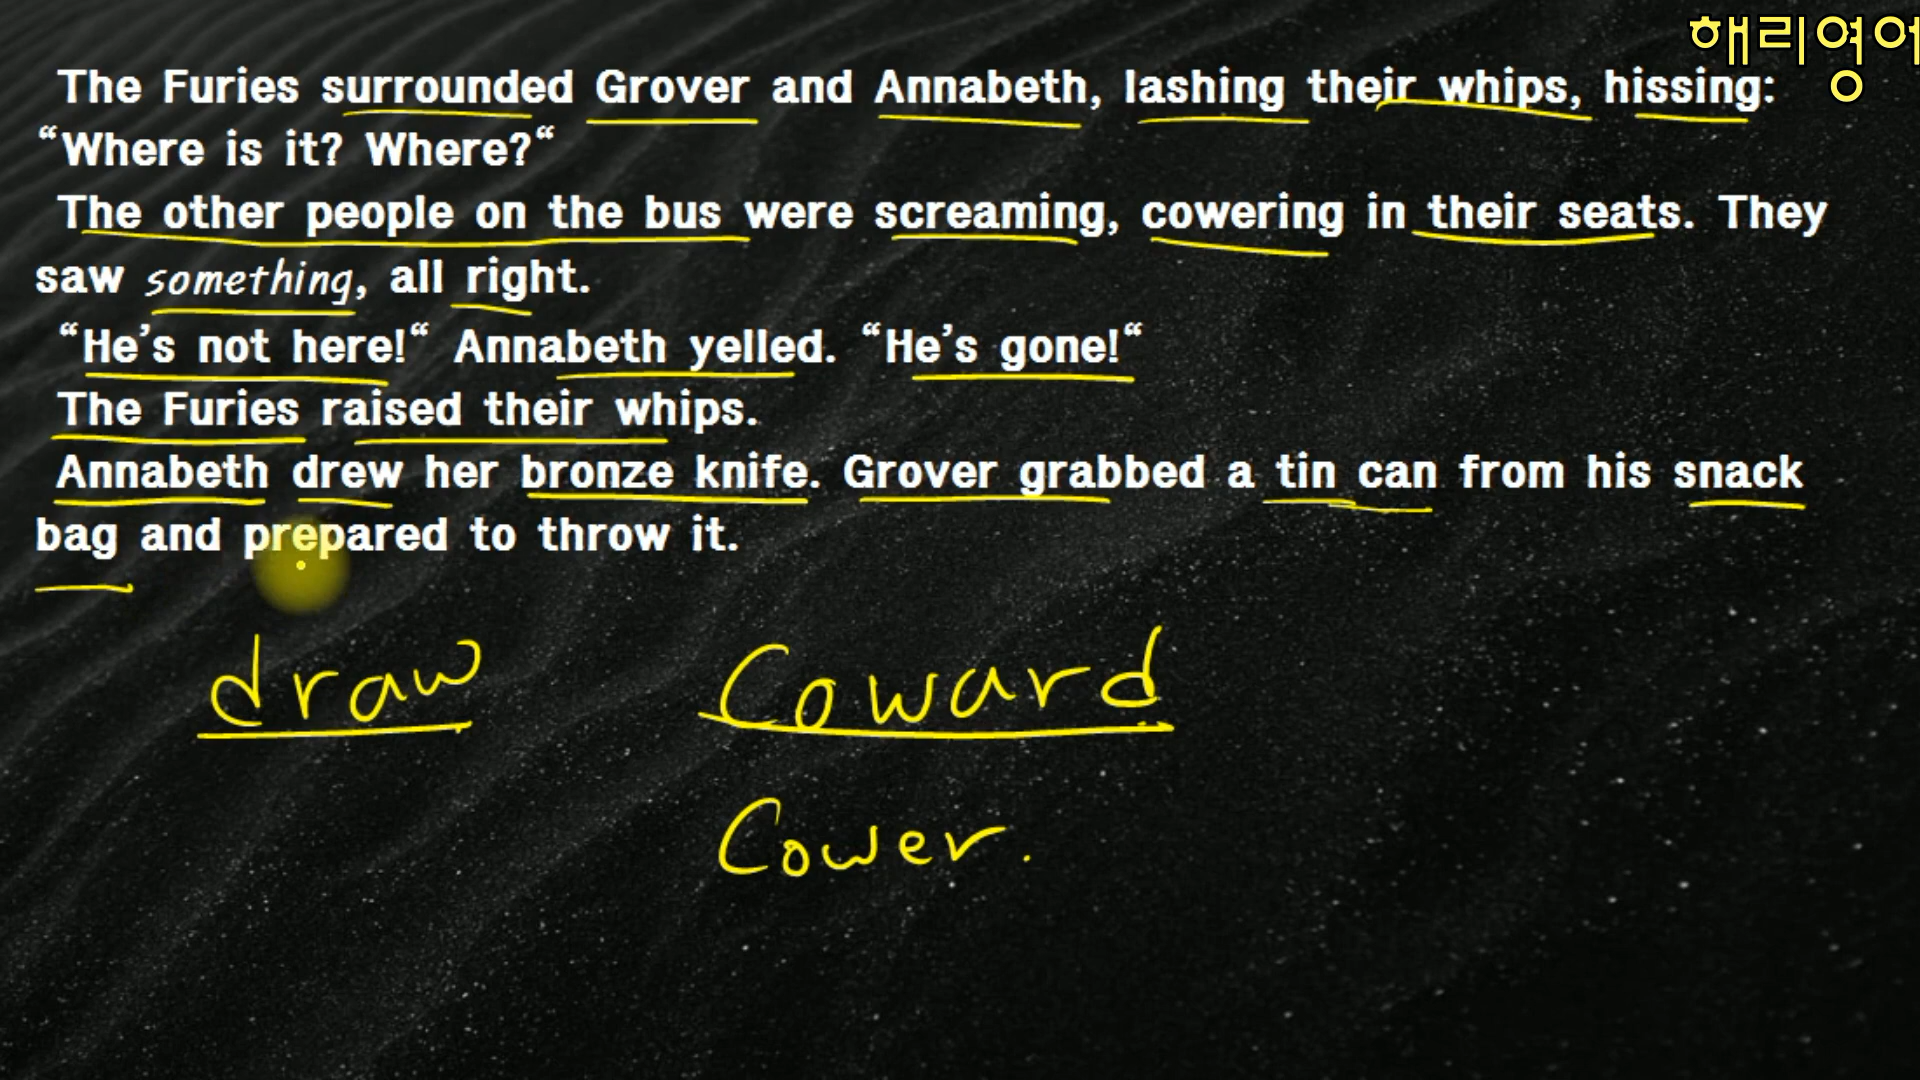 해리영어
The Furies surrounded Grover and Annabeth, lashing their whips, hissing:
“Where is it? Where?“
The other people on the bus were screaming, cowering in their seats. They
saw something, all right.
“He’s not here!“ Annabeth yelled. “He’s gone!“
The Furies raised their whips.
Annabeth drew her bronze knife. Grover grabbed a tin can from his snack
bag and prepared to throw it.
draw Coward
Cower.